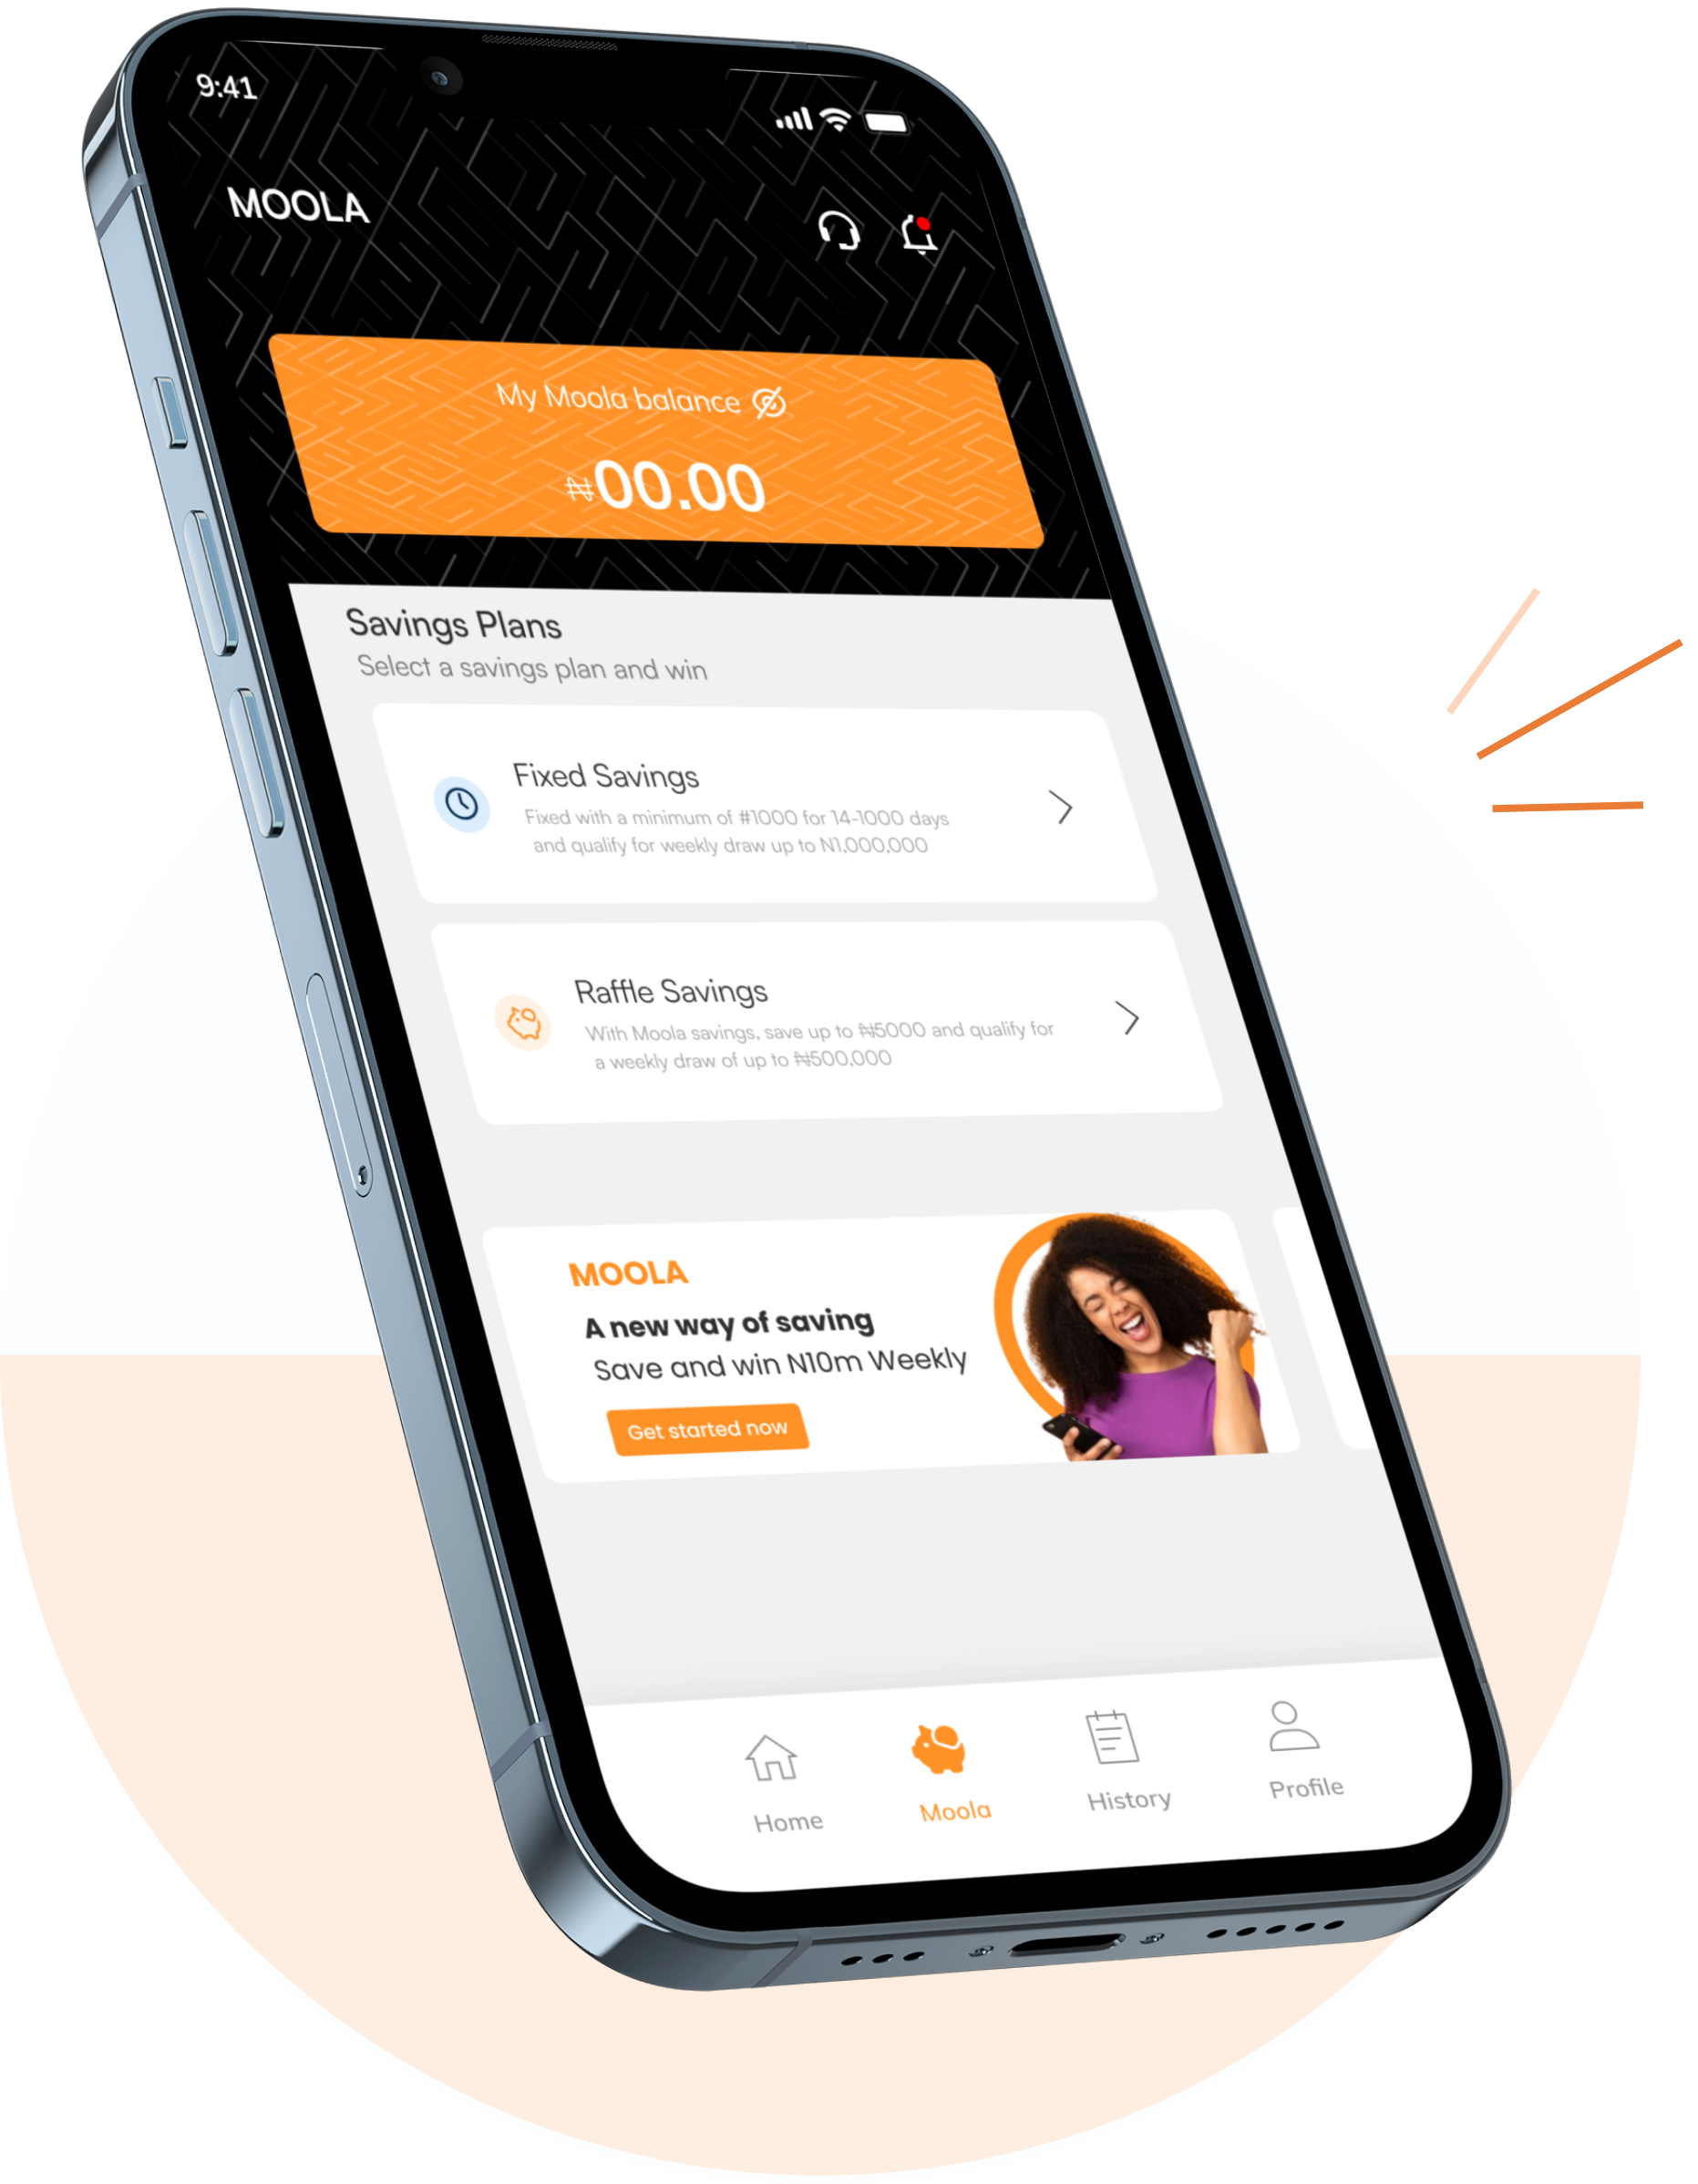 9:41
MOOLA
My Moola balance
₦00.00
Savings Plans
Select a savings plan and win
Fixed Savings
Fixed with a minimum of #1000 for 14-1000 days
and qualify for weekly draw up to N1,000,000
Raffle Savings
With Moola savings, save up to ₦5000 and qualify for
a weekly draw of up to ₦500,000
MOOLA
A new way of saving
Save and win N10m Weekly
Get started now
Home
Moola
History
Profile